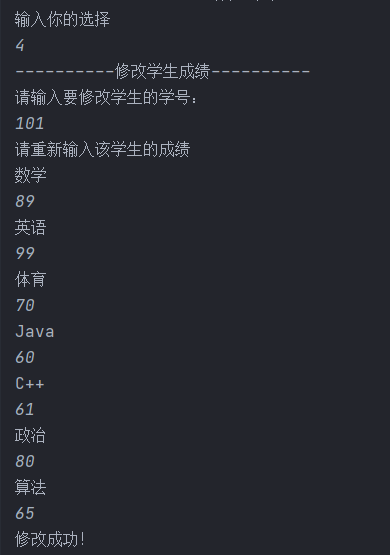 输入你的选择
4
----------修改学生成绩----------
请输入要修改学生的学号：
101
请重新输入该学生的成绩
数学
89
英语
99
体育
70
Java
60
C++
61
政治
80
算法
65
修改成功!